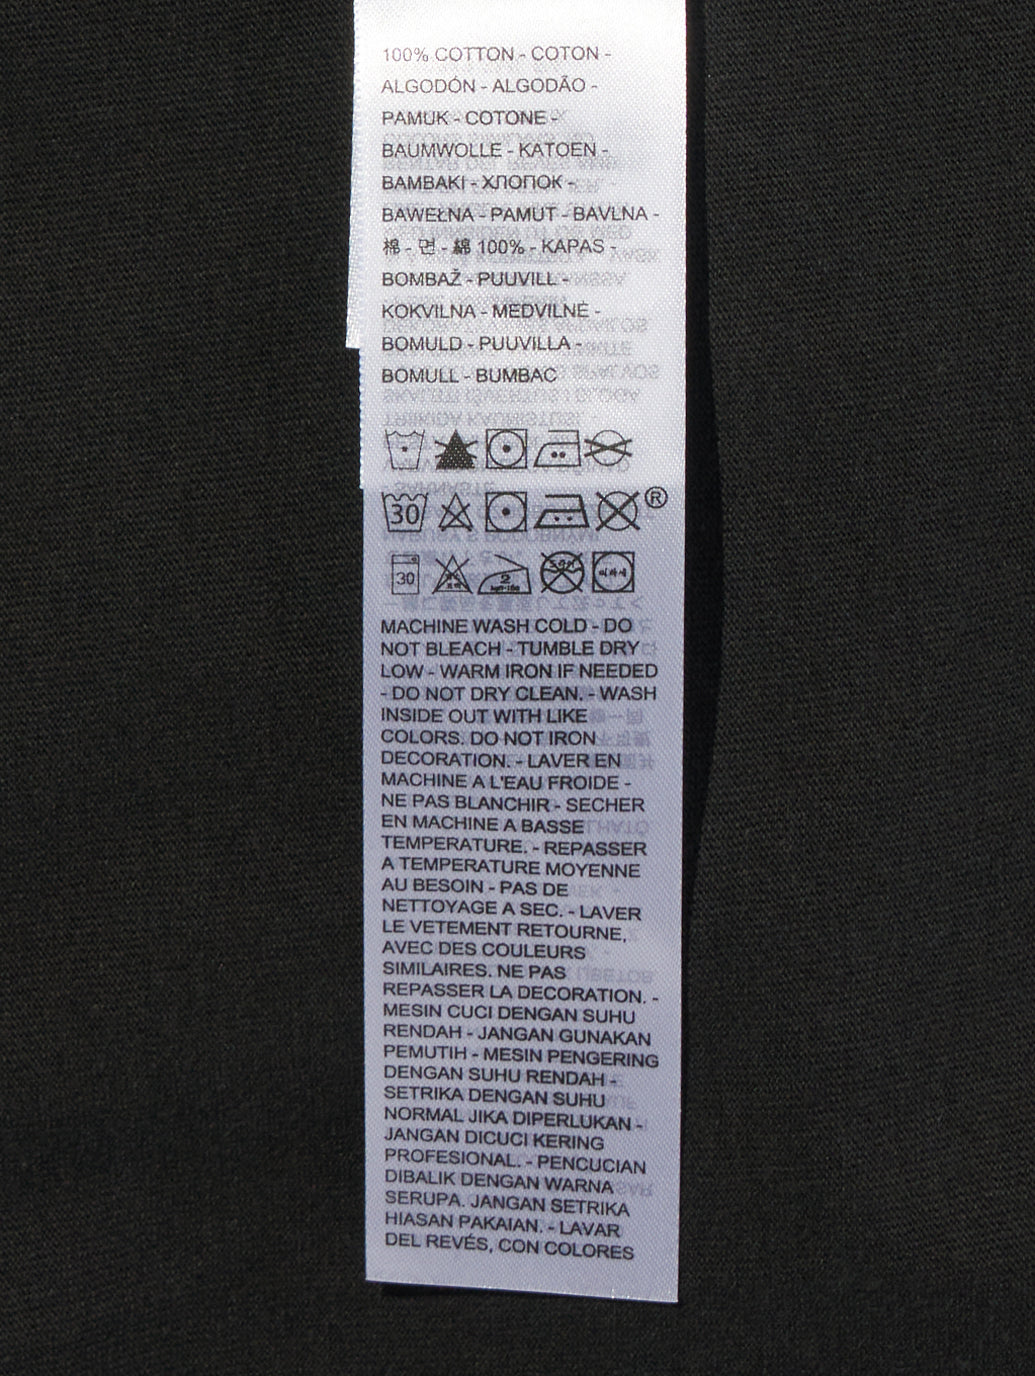 100% COTTON - COTON -
ALGODÓN - ALGODÃO -
PAMUK - COTONE -
BAUMWOLLE - KATOEN -
BAMBAKI - ХЛОПОК -
BAWEŁNA - PAMUT - BAVLNA -
棉 - 면 - 綿 100% - KAPAS -
BOMBAŽ - PUUVILL -
KOKVILNA - MEDVILNĖ -
BOMULD - PUUVILLA -
BOMULL - BUMBAC
30 ®
30 2
MACHINE WASH COLD - DO
NOT BLEACH - TUMBLE DRY
LOW - WARM IRON IF NEEDED
- DO NOT DRY CLEAN. - WASH
INSIDE OUT WITH LIKE
COLORS. DO NOT IRON
DECORATION. - LAVER EN
MACHINE A L'EAU FROIDE -
NE PAS BLANCHIR - SECHER
EN MACHINE A BASSE
TEMPERATURE. - REPASSER
A TEMPERATURE MOYENNE
AU BESOIN - PAS DE
NETTOYAGE A SEC. - LAVER
LE VETEMENT RETOURNE,
AVEC DES COULEURS
SIMILAIRES. NE PAS
REPASSER LA DECORATION. -
MESIN CUCI DENGAN SUHU
RENDAH - JANGAN GUNAKAN
PEMUTIH - MESIN PENGERING
DENGAN SUHU RENDAH -
SETRIKA DENGAN SUHU
NORMAL JIKA DIPERLUKAN -
JANGAN DICUCI KERING
PROFESIONAL. - PENCUCIAN
DIBALIK DENGAN WARNA
SERUPA. JANGAN SETRIKA
HIASAN PAKAIAN. - LAVAR
DEL REVÉS, CON COLORES